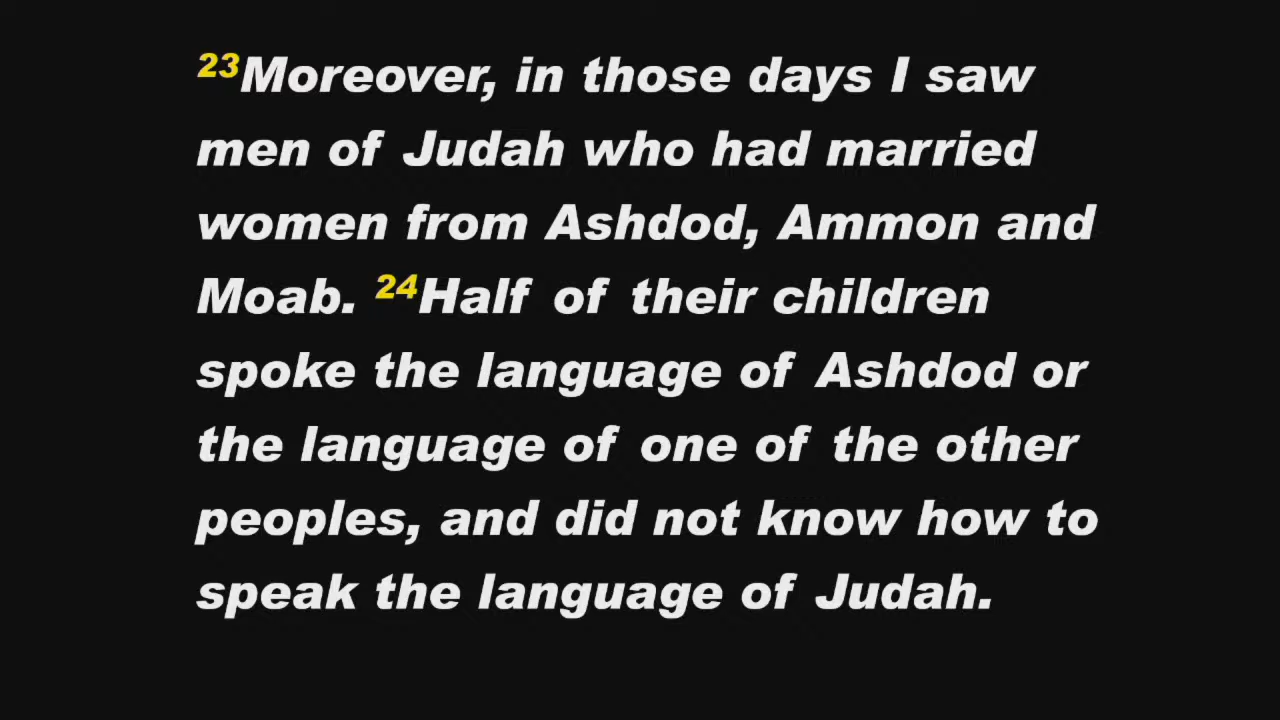 23Moreover, in those days I saw
men of Judah who had married
women from Ashdod, Ammon and
Moab. 24Half of their children
spoke the language of Ashdod or
the language of one of the other
peoples, and did not know how to
speak the language of Judah.